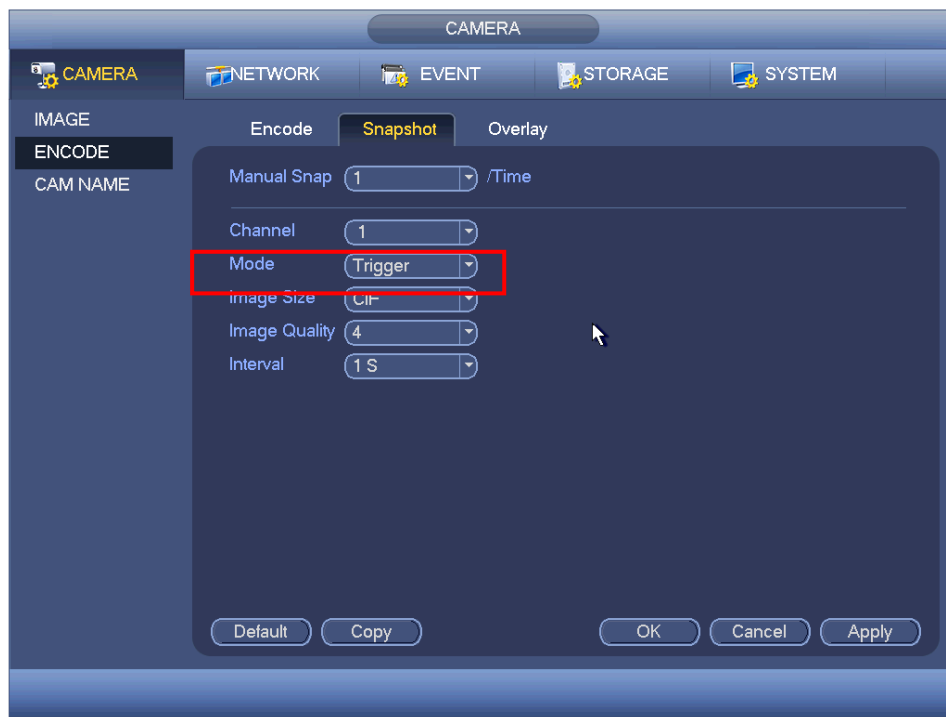 CAMERA
CAMERA NETWORK EVENT STORAGE SYSTEM
IMAGE
ENCODE
CAM NAME
Encode Snapshot Overlay
Manual Snap 1 /Time
Channel 1
Mode Trigger
Image Size CIF
Image Quality 4
Interval 1 S
Default Copy OK Cancel Apply